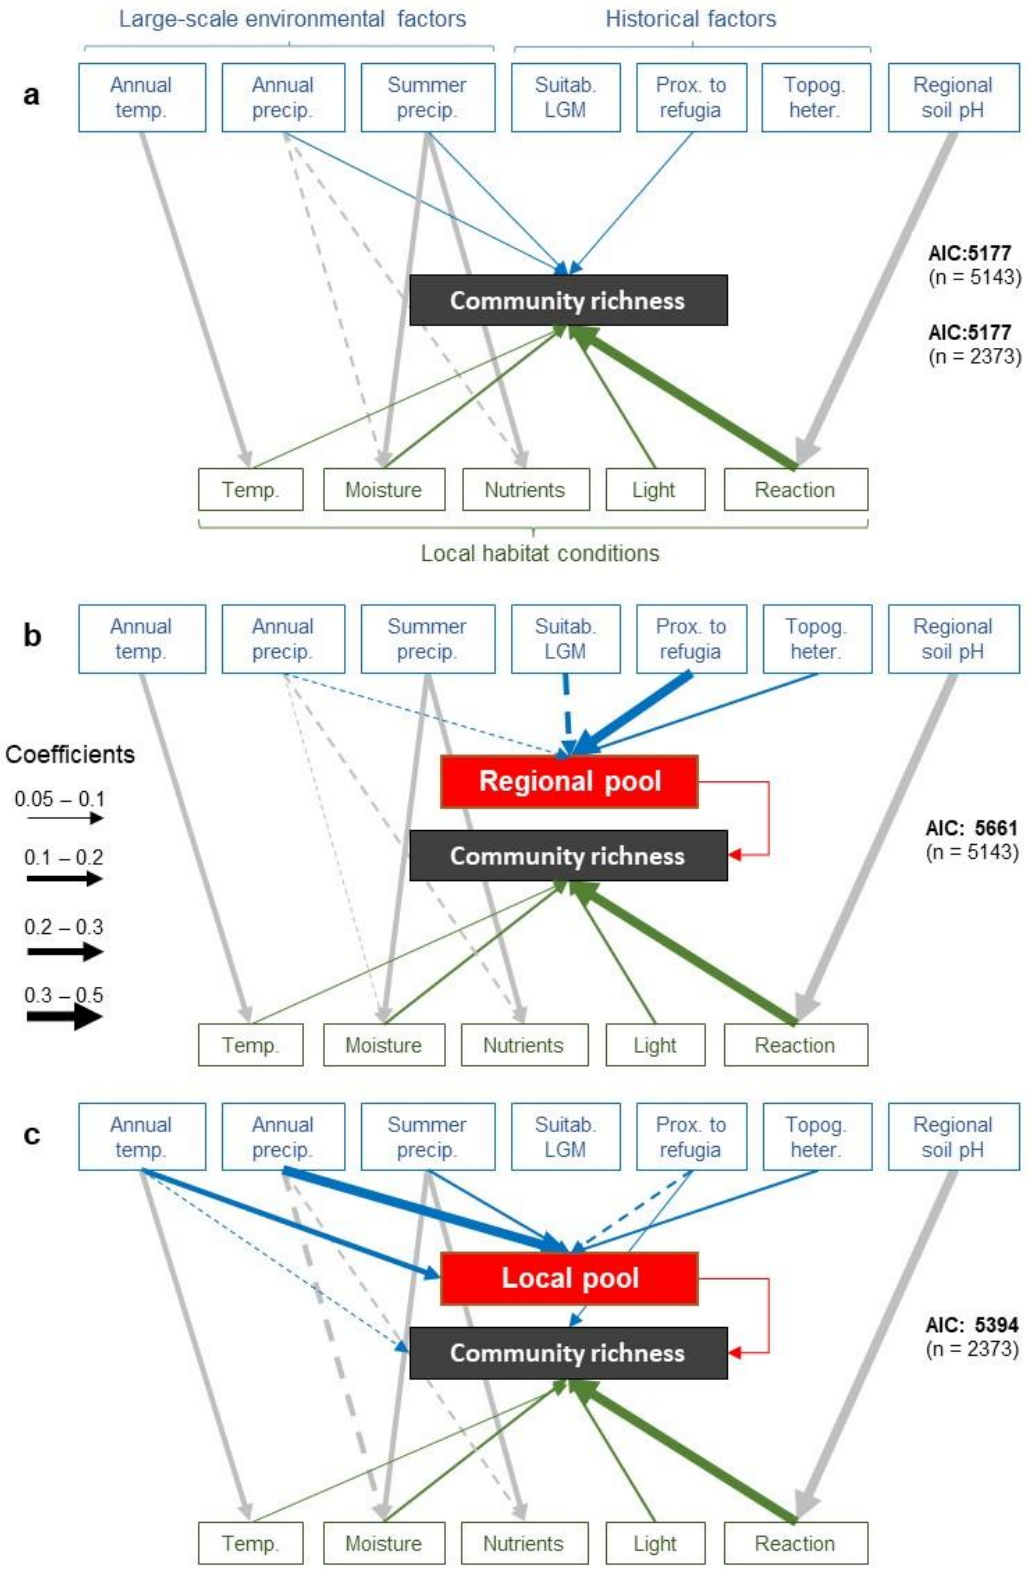 Large-scale environmental factors
Historical factors
a
Annual
temp.
Annual
precip.
Summer
precip.
Suitab.
LGM
Prox. to
refugia
Topog.
heter.
Regional
soil pH
AIC:5177
(n = 5143)
AIC:5177
(n = 2373)
Community richness
Temp.
Moisture
Nutrients
Light
Reaction
Local habitat conditions
b
Annual
temp.
Annual
precip.
Summer
precip.
Suitab.
LGM
Prox. to
refugia
Topog.
heter.
Regional
soil pH
Coefficients
0.05 – 0.1
0.1 – 0.2
0.2 – 0.3
0.3 – 0.5
Regional pool
Community richness
AIC: 5661
(n = 5143)
Temp.
Moisture
Nutrients
Light
Reaction
c
Annual
temp.
Annual
precip.
Summer
precip.
Suitab.
LGM
Prox. to
refugia
Topog.
heter.
Regional
soil pH
Local pool
Community richness
AIC: 5394
(n = 2373)
Temp.
Moisture
Nutrients
Light
Reaction